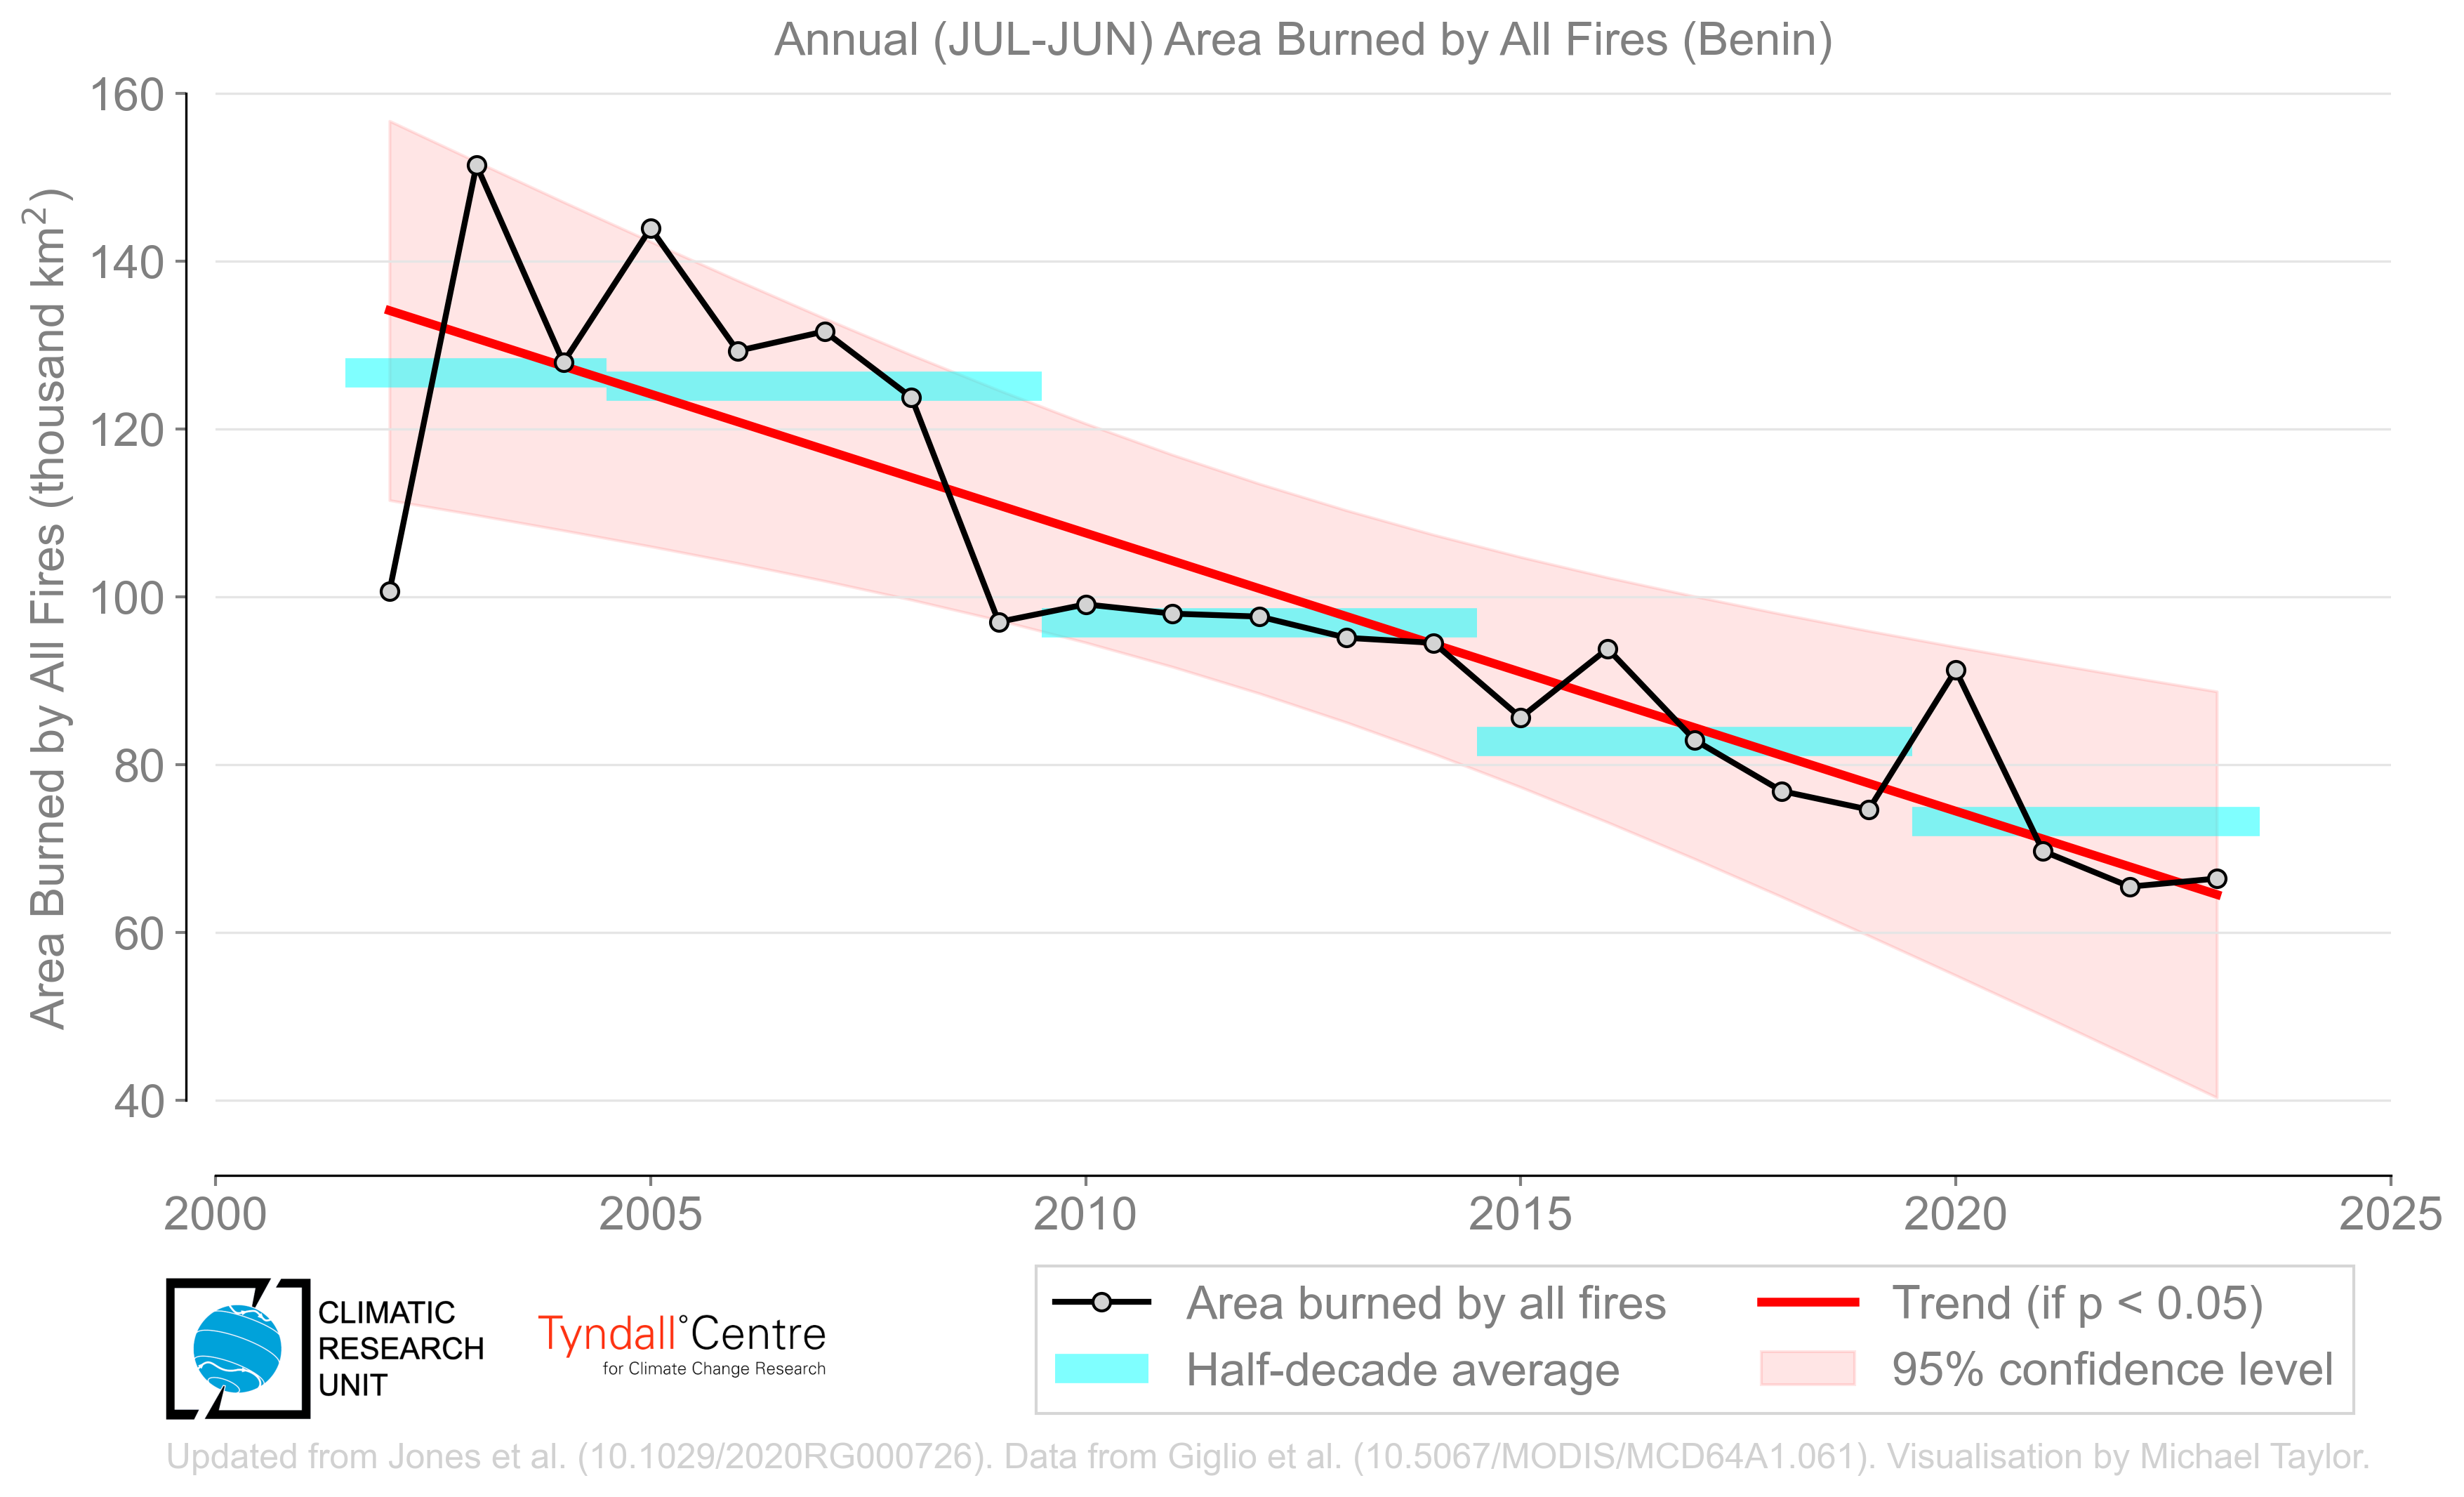 Annual (JUL-JUN) Area Burned by All Fires (Benin)
Area Burned by All Fires (thousand km²)
160
140
120
100
80
60
40
2000 2005 2010 2015 2020 2025
CLIMATIC
RESEARCH
UNIT
Tyndall°Centre
for Climate Change Research
Area burned by all fires
Half-decade average
Trend (if p < 0.05)
95% confidence level
Updated from Jones et al. (10.1029/2020RG000726). Data from Giglio et al. (10.5067/MODIS/MCD64A1.061). Visualisation by Michael Taylor.